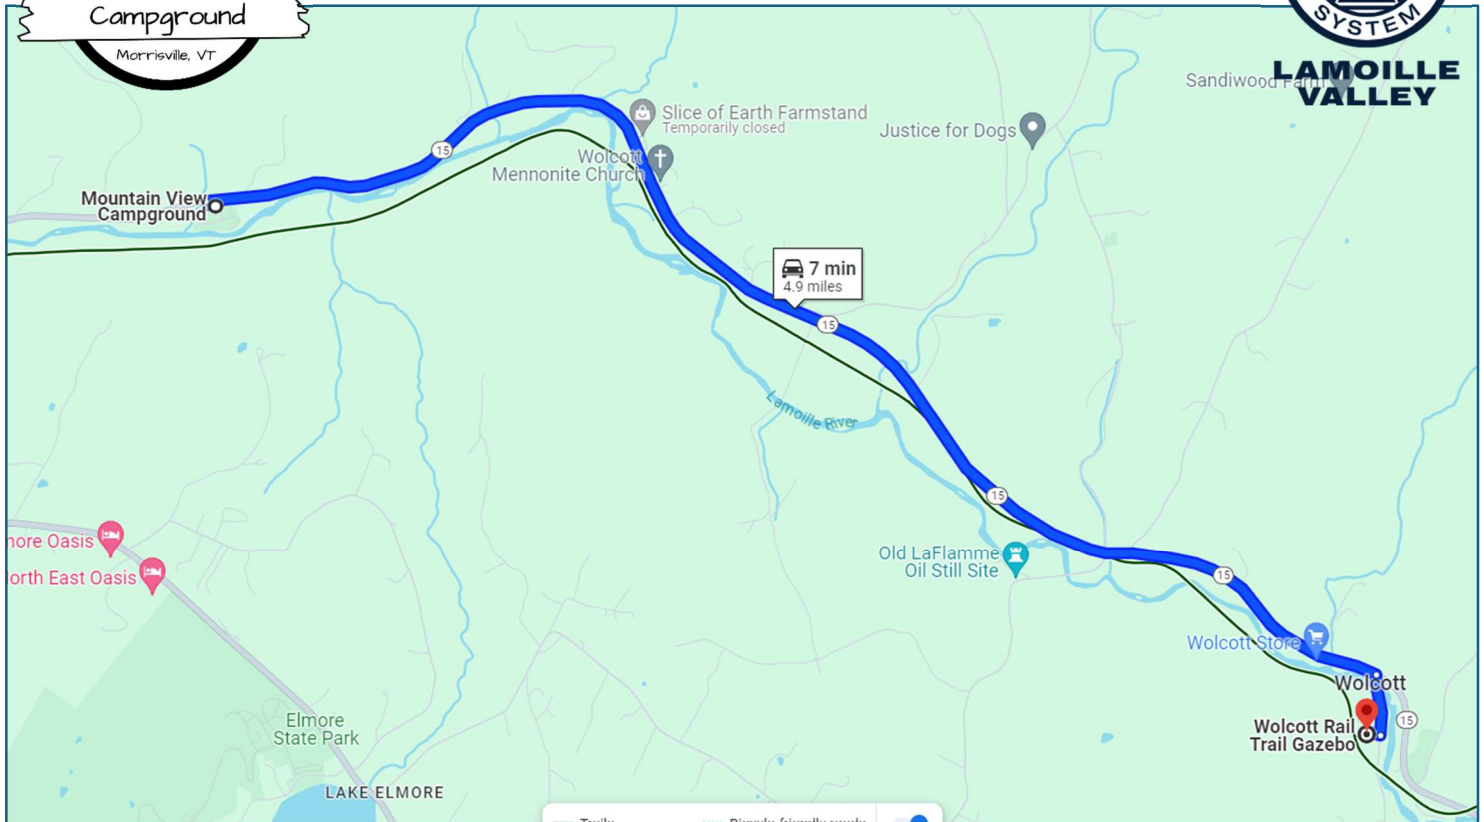 Campground
Morrisville, VT
SYSTEM
LAMOILLE
VALLEY
Sandiwood Farm
Slice of Earth Farmstand
Temporarily closed
Justice for Dogs
Wolcott
Mennonite Church
15
Mountain View
Campground
7 min
4.9 miles
15
Lamoille River
15
nore Oasis
orth East Oasis
Old LaFlamme
Oil Still Site
15
Wolcott Store
Wolcott
15
Wolcott Rail
Trail Gazebo
Elmore
State Park
LAKE ELMORE